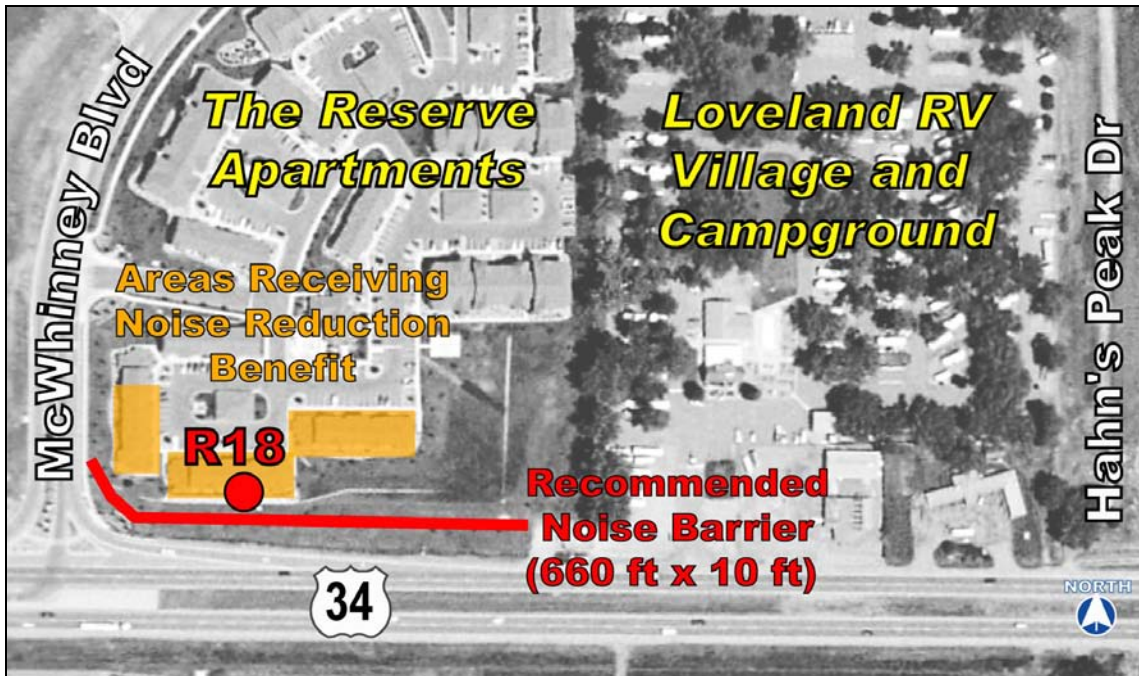 McWhinney Blvd
The Reserve
Apartments
Loveland RV
Village and
Campground
Hahn's Peak Dr
Areas Receiving
Noise Reduction
Benefit
R18
Recommended
Noise Barrier
(660 ft x 10 ft)
34
NORTH